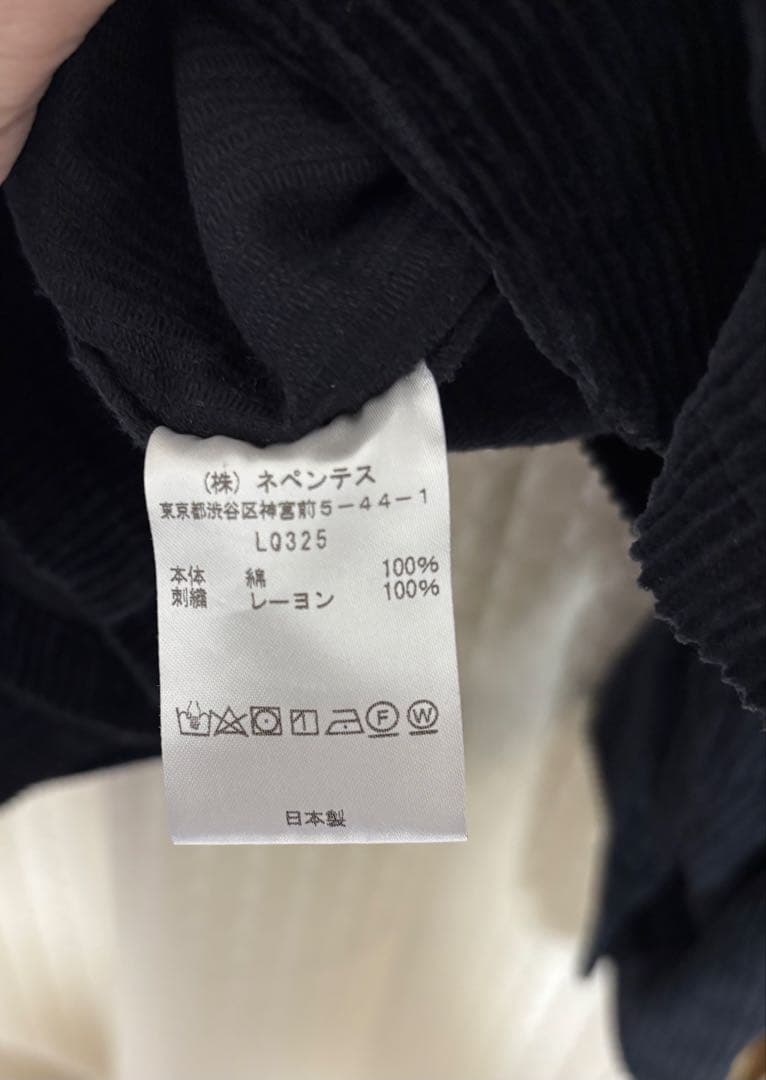 (株) ネペンテス
東京都渋谷区神宮前5-44-1
LQ325
本体 綿 100%
刺繍 レーヨン 100%
F W
日本製